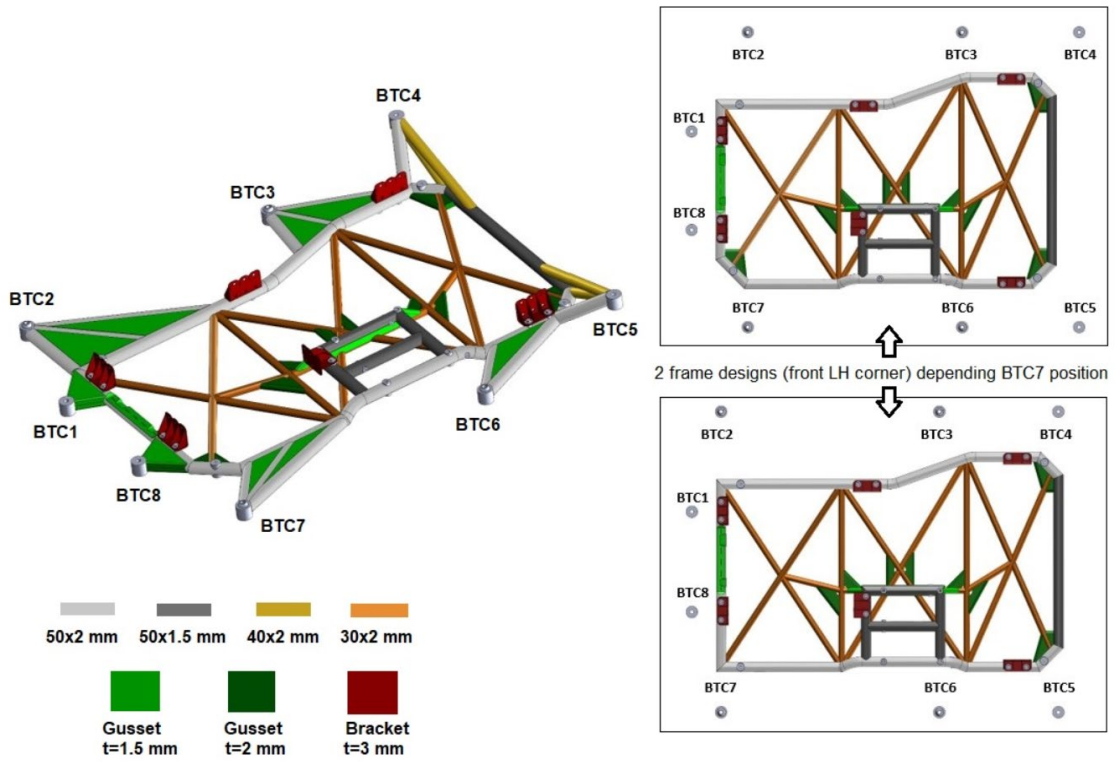 BTC4
BTC3
BTC2
BTC5
BTC1
BTC6
BTC8
BTC7
50x2 mm
50x1.5 mm
40x2 mm
30x2 mm
Gusset
t=1.5 mm
Gusset
t=2 mm
Bracket
t=3 mm
BTC2
BTC3
BTC4
BTC1
BTC8
BTC7
BTC6
BTC5
2 frame designs (front LH corner) depending BTC7 position
BTC2
BTC3
BTC4
BTC1
BTC8
BTC7
BTC6
BTC5